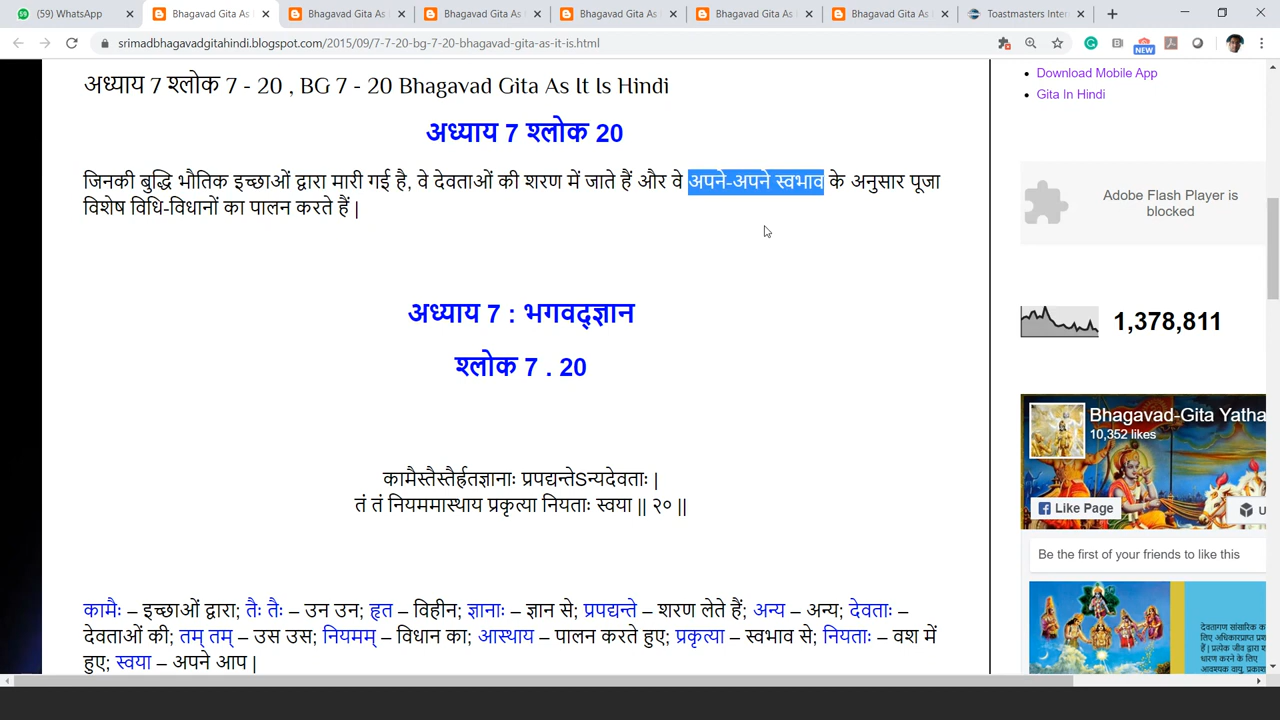 (59) WhatsApp
Bhagavad Gita As
Bhagavad Gita As I
Bhagavad Gita As I
Bhagavad Gita As
Bhagavad Gita As
Bhagavad Gita As
Toastmasters Inter
srimadbhagavadgitahindi.blogspot.com/2015/09/7-7-20-bg-7-20-bhagavad-gita-as-it-is.html
NEW
अध्याय 7 श्लोक 7 - 20 , BG 7 - 20 Bhagavad Gita As It Is Hindi
अध्याय 7 श्लोक 20
जिनकी बुद्धि भौतिक इच्छाओं द्वारा मारी गई है, वे देवताओं की शरण में जाते हैं और वे अपने-अपने स्वभाव के अनुसार पूजा
विशेष विधि-विधानों का पालन करते हैं |
अध्याय 7 : भगवद्ज्ञान
श्लोक 7 . 20
कामैस्तैस्तैर्ह्रतज्ञानाः प्रपद्यन्तेSन्यदेवताः |
तं तं नियममास्थाय प्रकृत्या नियताः स्वया || २० ||
कामैः – इच्छाओं द्वारा; तैः तैः – उन उन; हृत – विहीन; ज्ञानाः – ज्ञान से; प्रपद्यन्ते – शरण लेते हैं; अन्य – अन्य; देवताः –
देवताओं की; तम् तम् – उस उस; नियमम् – विधान का; आस्थाय – पालन करते हुए; प्रकृत्या – स्वभाव से; नियताः – वश में
हुए; स्वया – अपने आप |
Download Mobile App
Gita In Hindi
Adobe Flash Player is
blocked
1,378,811
Bhagavad-Gita Yatha
10,352 likes
Like Page
Be the first of your friends to like this
देवतागण सांसारिक का